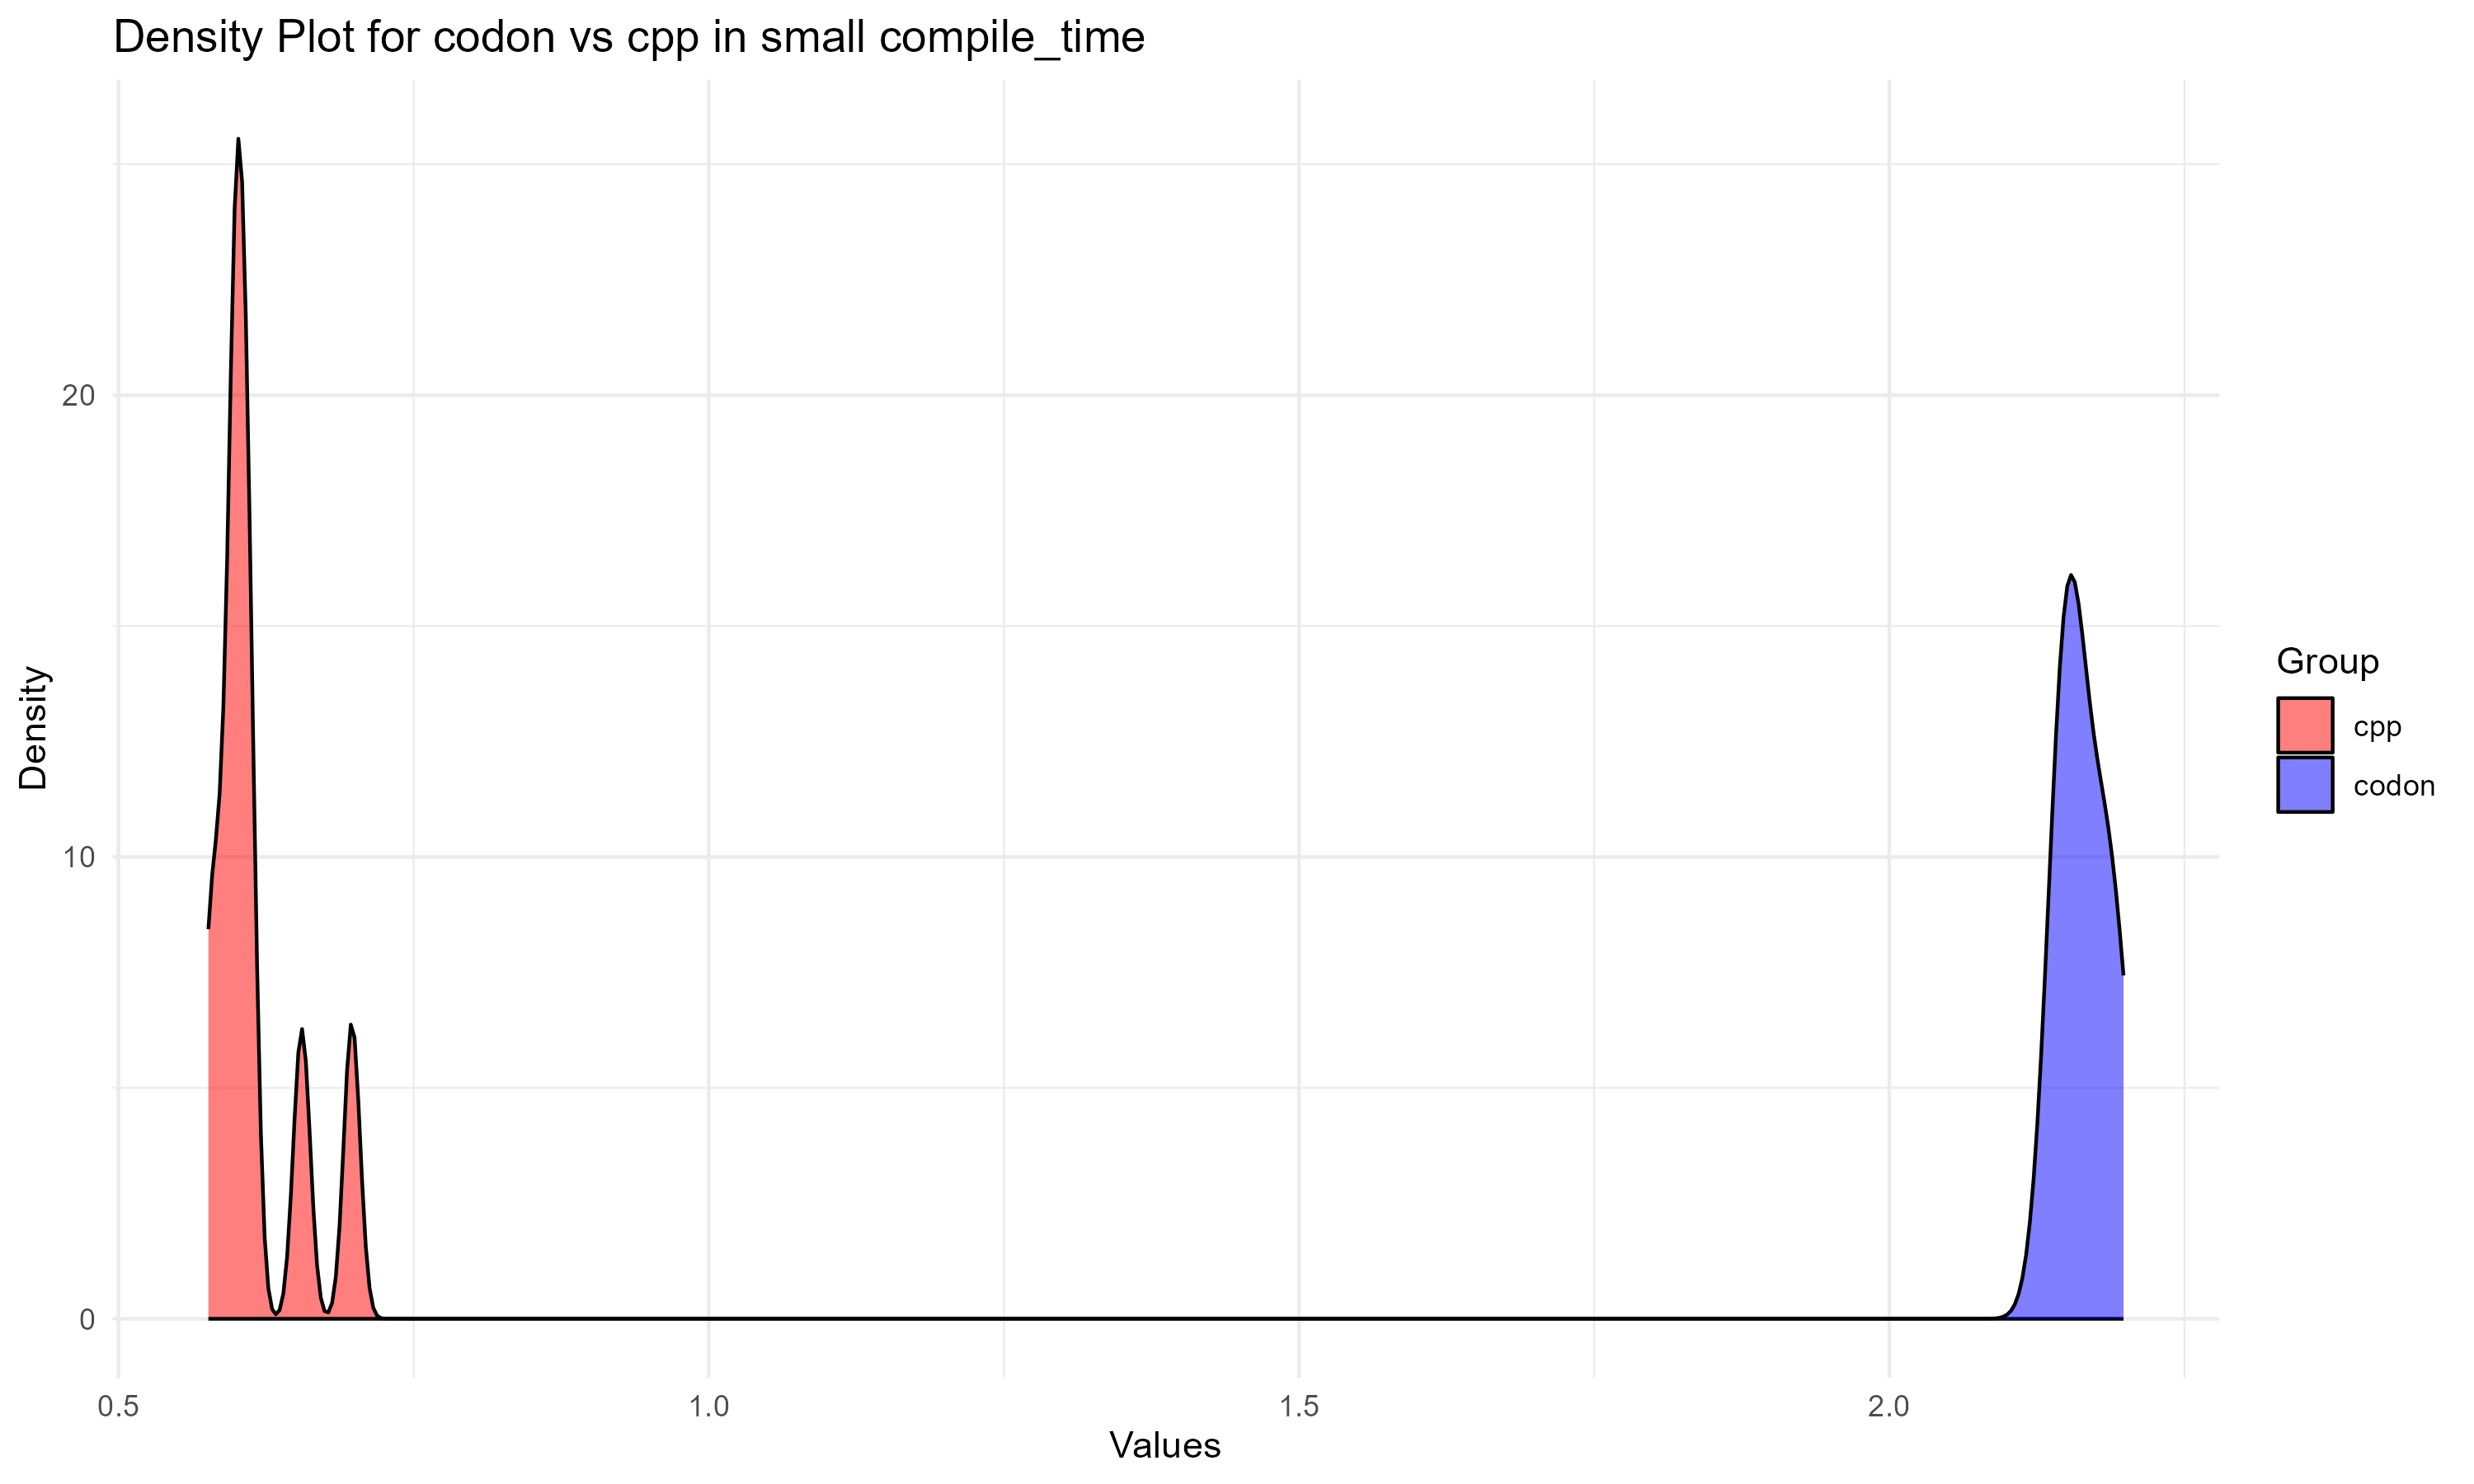 Density Plot for codon vs cpp in small compile_time
Density
20
10
0
0.5 1.0 1.5 2.0
Values
Group
cpp
codon